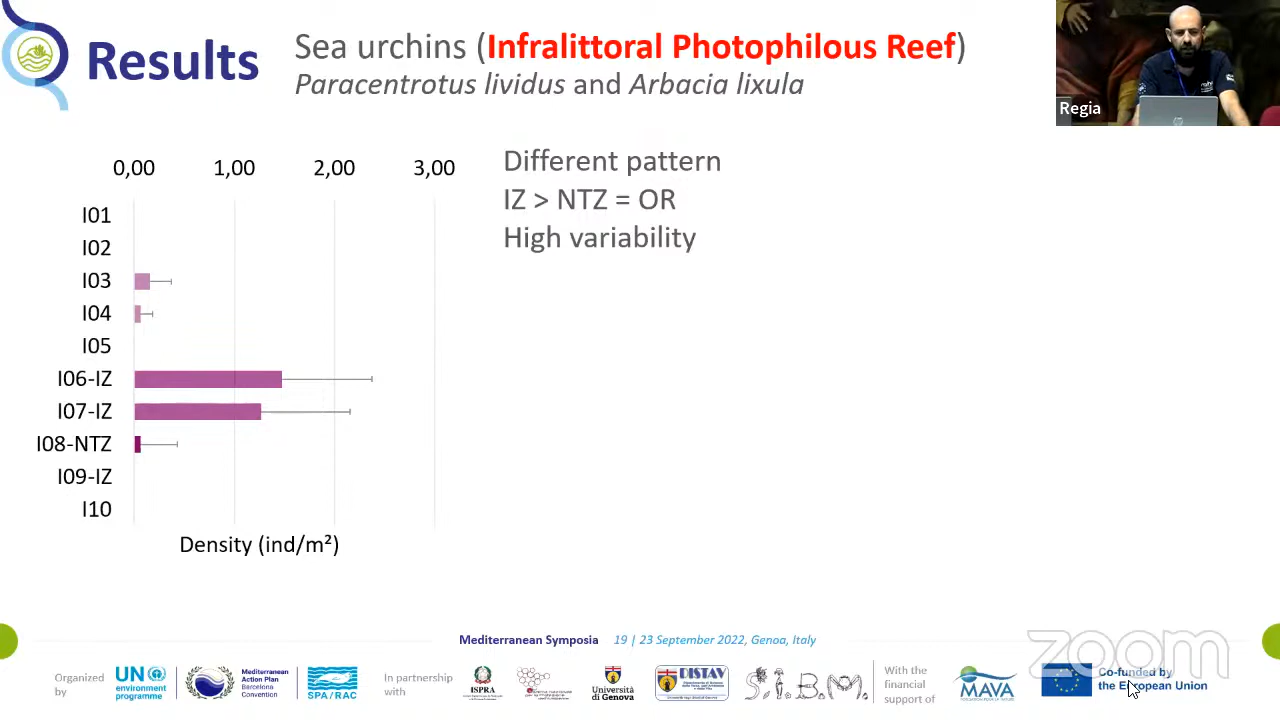 Results
Sea urchins (Infralittoral Photophilous Reef)
Paracentrotus lividus and Arbacia lixula
Regia
0,00 1,00 2,00 3,00
I01
I02
I03
I04
I05
I06-IZ
I07-IZ
I08-NTZ
I09-IZ
I10
Density (ind/m²)
Different pattern
IZ > NTZ = OR
High variability
Mediterranean Symposia 19 | 23 September 2022, Genoa, Italy
zoom
Organized
by
UN
environment
programme
Mediterranean
Action Plan
Barcelona
Convention
SPA/RAC
In partnership
with
ISPRA
Università
di Genova
DISTAV
S.I.B.M.
With the
financial
support of
MAVA
Co-funded by
the European Union